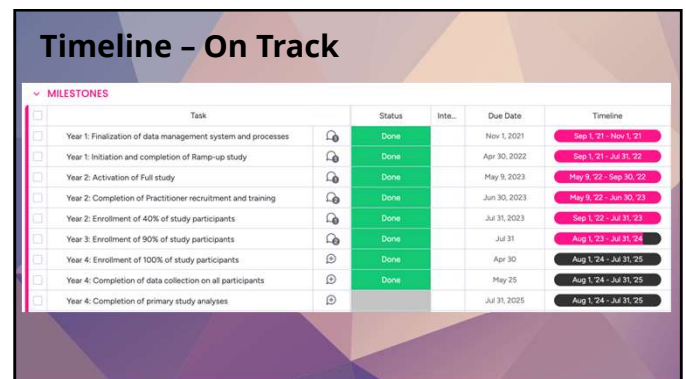 Timeline – On Track
MILESTONES
Task Status Inte... Due Date Timeline
Year 1: Finalization of data management system and processes 1 Done Nov 1, 2021 Sep 1, '21 - Nov 1, '21
Year 1: Initiation and completion of Ramp-up study Done Apr 30, 2022 Sep 1, '21 - Jul 31, '22
Year 2: Activation of Full study Done May 9, 2023 May 9, '22 - Sep 30, '22
Year 2: Completion of Practitioner recruitment and training Done Jun 30, 2023 May 9, '22 - Jun 30, '23
Year 2: Enrollment of 40% of study participants Done Jul 31, 2023 Sep 1, '22 - Jul 31, '23
Year 3: Enrollment of 90% of study participants Done Jul 31 Aug 1, '23 - Jul 31, '24
Year 4: Enrollment of 100% of study participants Done Apr 30 Aug 1, '24 - Jul 31, '25
Year 4: Completion of data collection on all participants Done May 25 Aug 1, '24 - Jul 31, '25
Year 4: Completion of primary study analyses Jul 31, 2025 Aug 1, '24 - Jul 31, '25